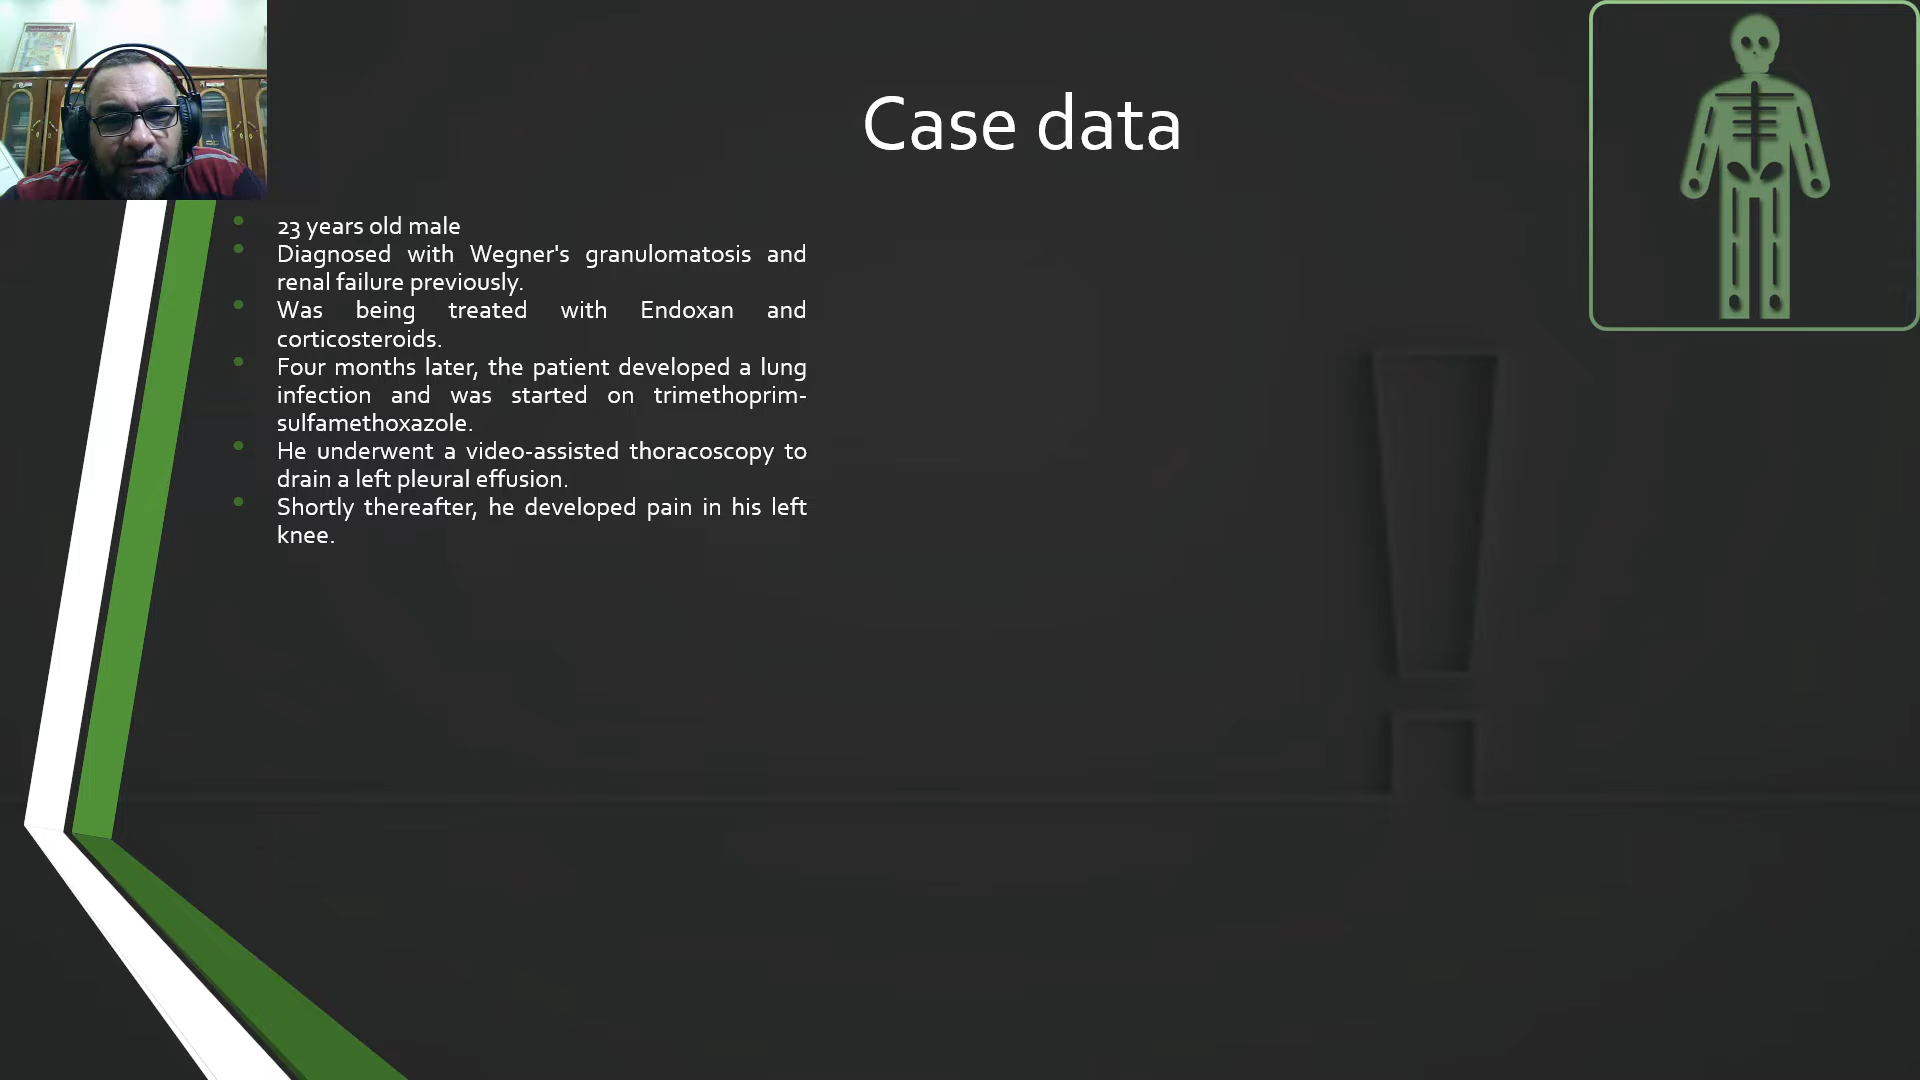 Case data
23 years old male
Diagnosed with Wegner's granulomatosis and
renal failure previously.
Was being treated with Endoxan and
corticosteroids.
Four months later, the patient developed a lung
infection and was started on trimethoprim-
sulfamethoxazole.
He underwent a video-assisted thoracoscopy to
drain a left pleural effusion.
Shortly thereafter, he developed pain in his left
knee.